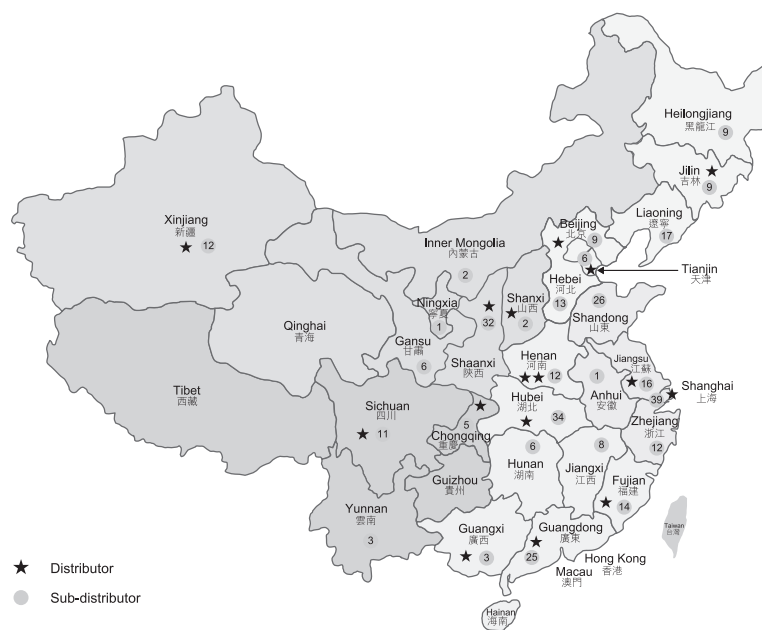 Heilongjiang
黑龍江
9
Jilin
吉林
9
Liaoning
遼寧
17
Beijing
北京
9
6
Tianjin
天津
Hebei
河北
13
Xinjiang
新疆
12
Inner Mongolia
內蒙古
2
Ningxia
寧夏
1
32
Shanxi
山西
2
26
Shandong
山東
Qinghai
青海
Gansu
甘肅
6
Shaanxi
陝西
Henan
河南
12
Jiangsu
江蘇
16
1
Anhui
安徽
39
Shanghai
上海
Tibet
西藏
Sichuan
四川
11
5
Chongqing
重慶
Hubei
湖北
34
Zhejiang
浙江
12
6
Hunan
湖南
8
Jiangxi
江西
Guizhou
貴州
Fujian
福建
14
Yunnan
雲南
3
Guangxi
廣西
3
Guangdong
廣東
25
Taiwan
台灣
Hong Kong
香港
Macau
澳門
Hainan
海南
Distributor
Sub-distributor